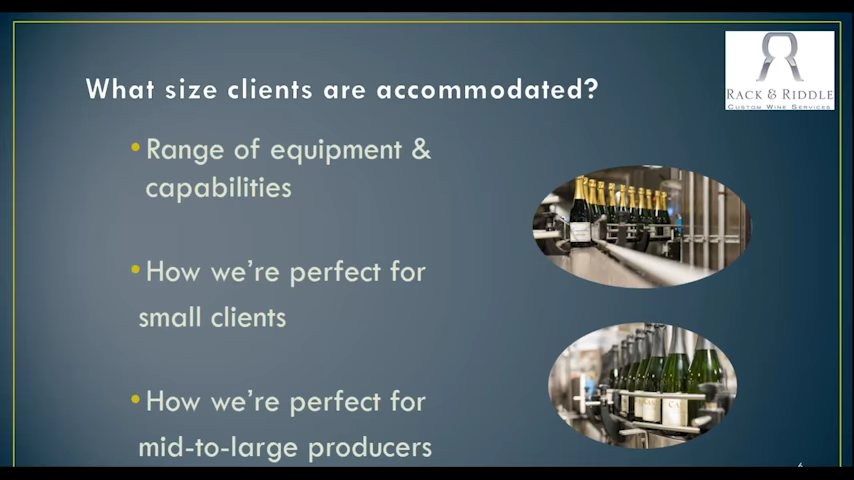 What size clients are accommodated?
RACK & RIDDLE
CUSTOM WINE SERVICES
•Range of equipment &
capabilities
•How we're perfect for
small clients
•How we're perfect for
mid-to-large producers